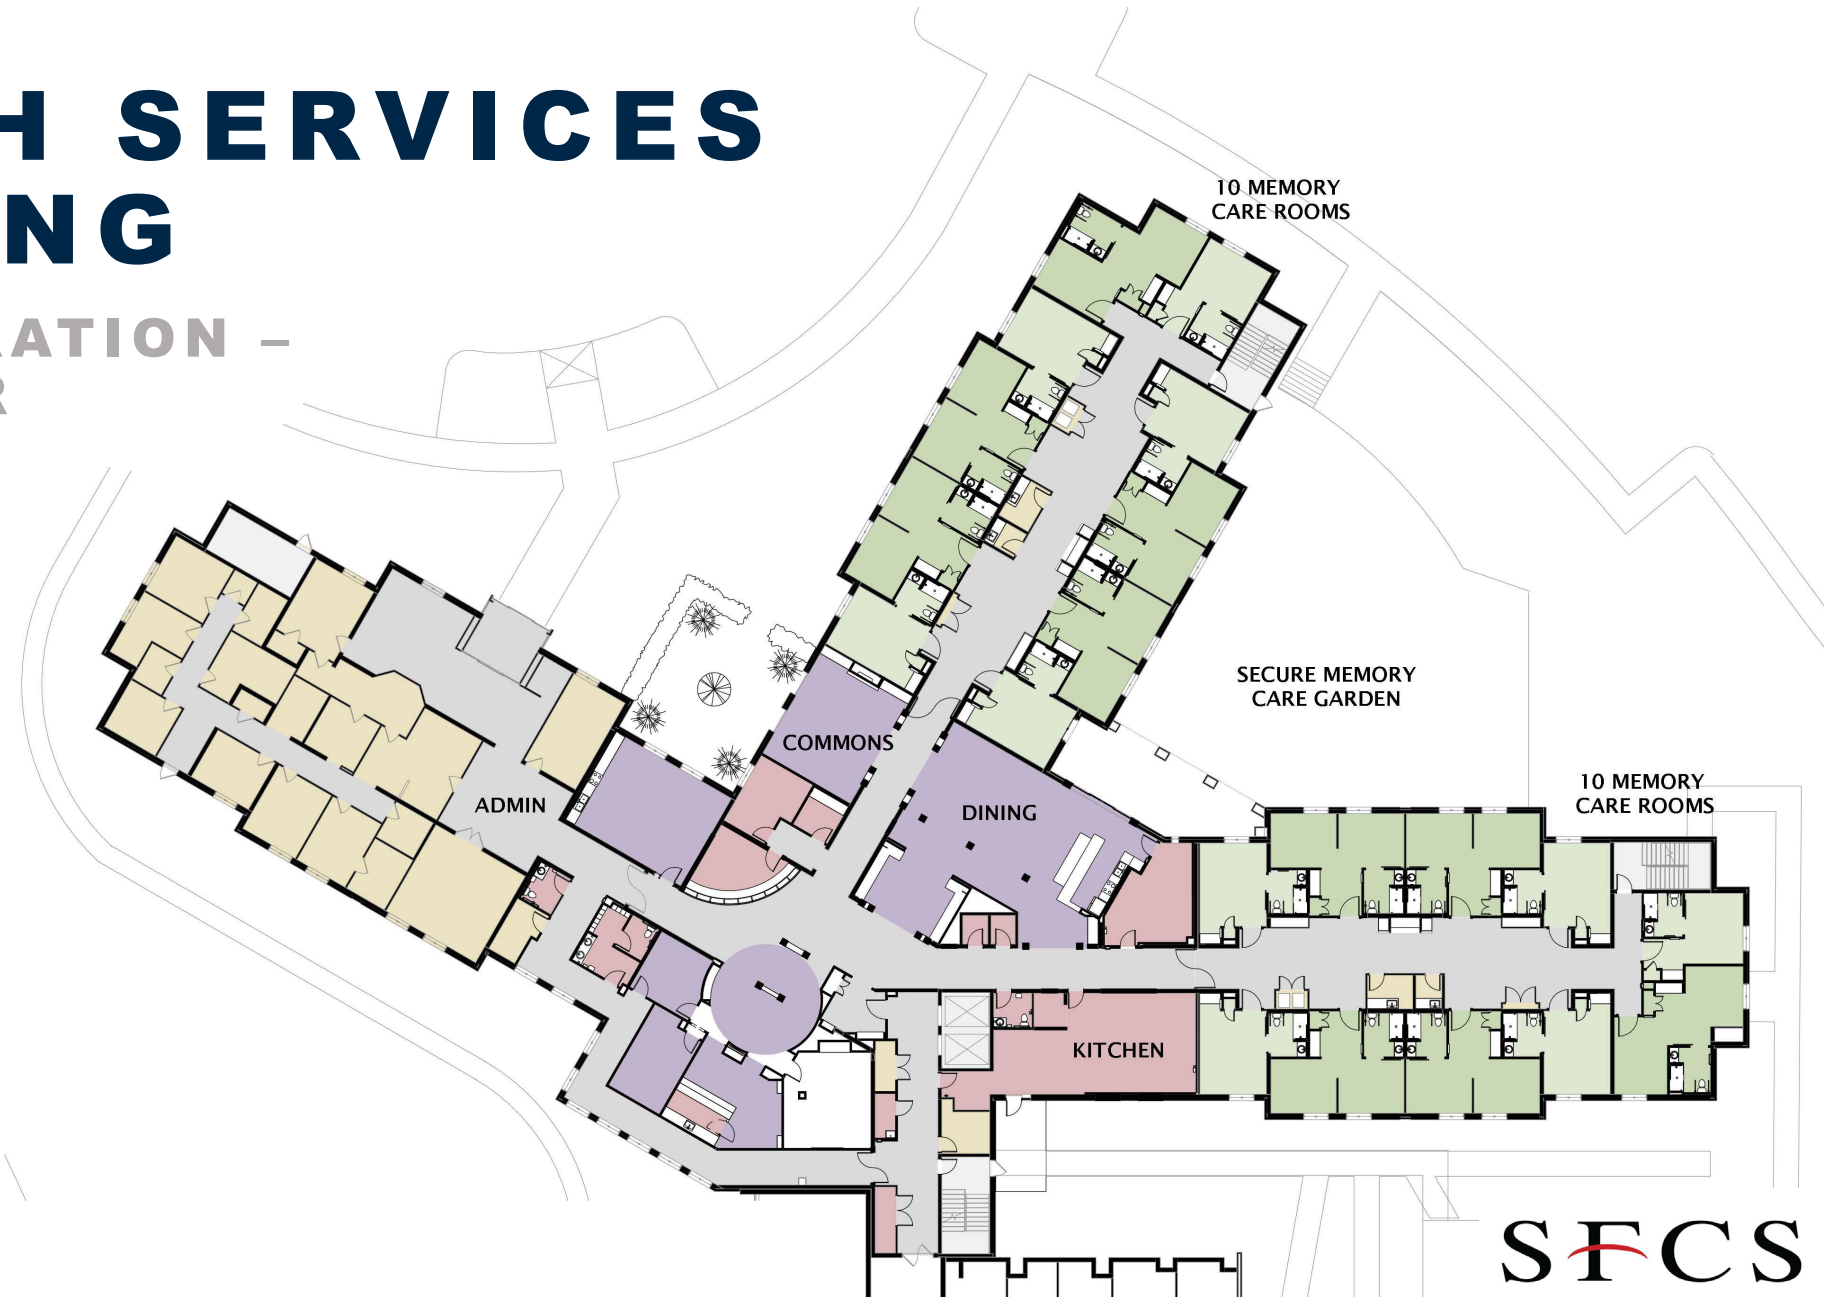 H SERVICES
NG
RATION –
R
10 MEMORY
CARE ROOMS
SECURE MEMORY
CARE GARDEN
COMMONS
ADMIN
DINING
10 MEMORY
CARE ROOMS
KITCHEN
SFCS